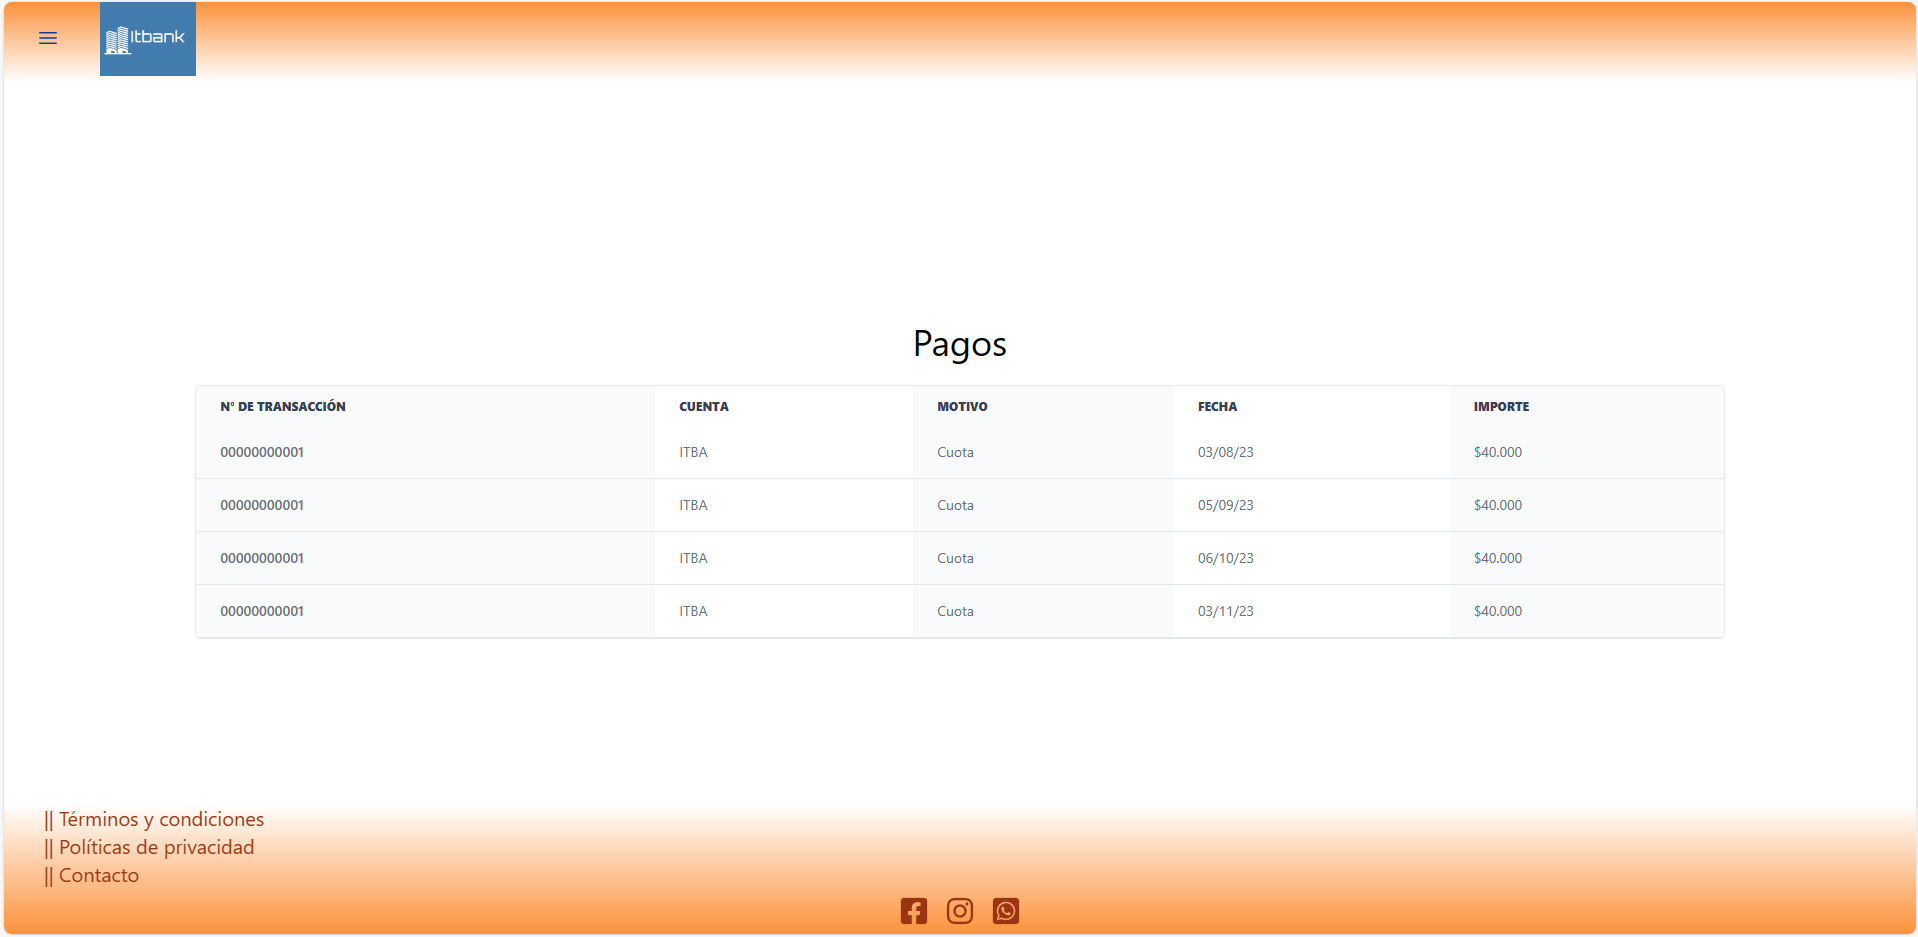 Itbank
Pagos
N° DE TRANSACCIÓN CUENTA MOTIVO FECHA IMPORTE
00000000001 ITBA Cuota 03/08/23 $40.000
00000000001 ITBA Cuota 05/09/23 $40.000
00000000001 ITBA Cuota 06/10/23 $40.000
00000000001 ITBA Cuota 03/11/23 $40.000
|| Términos y condiciones
|| Políticas de privacidad
|| Contacto